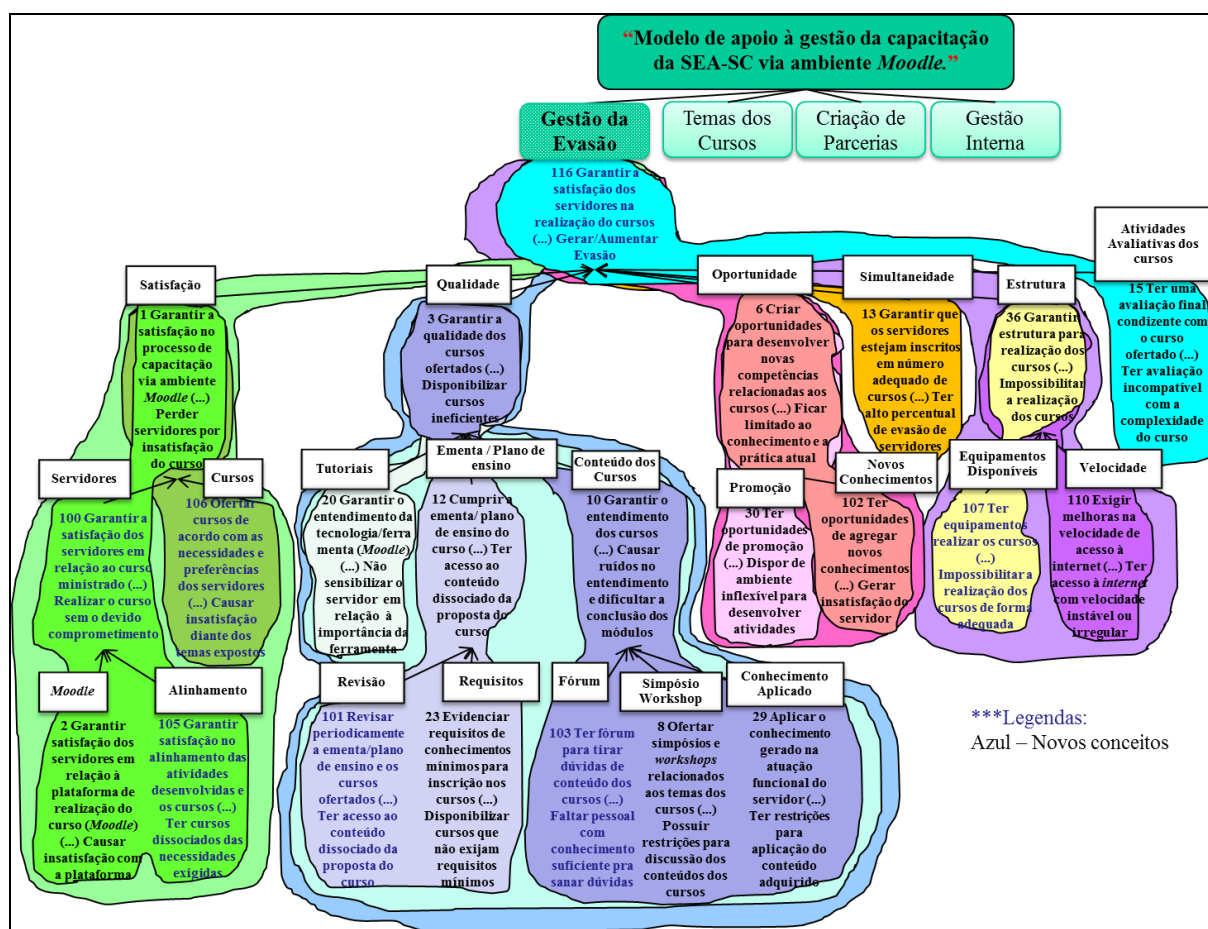 “Modelo de apoio à gestão da capacitação
da SEA-SC via ambiente Moodle.”
Gestão da
Evasão
Temas dos
Cursos
Criação de
Parcerias
Gestão
Interna
116 Garantir a
satisfação dos
servidores na
realização do cursos
(...) Gerar/Aumentar
Evasão
Satisfação
1 Garantir a
satisfação no
processo de
capacitação
via ambiente
Moodle (...)
Perder
servidores por
insatisfação
do curso
Qualidade
3 Garantir a
qualidade dos
cursos
ofertados (...)
Disponibilizar
cursos
ineficientes
Oportunidade
6 Criar
oportunidades
para desenvolver
novas
competências
relacionadas aos
cursos (...) Ficar
limitado ao
conhecimento e a
prática atual
Simultaneidade
13 Garantir que
os servidores
estejam inscritos
em número
adequado de
cursos (...) Ter
alto percentual
de evasão de
servidores
Estrutura
36 Garantir
estrutura para
realização dos
cursos (...)
Impossibilitar
a realização
dos cursos
Atividades
Avaliativas dos
cursos
15 Ter uma
avaliação final
condizente com
o curso
ofertado (...)
Ter avaliação
incompatível
com a
complexidade
do curso
Servidores
100 Garantir a
satisfação dos
servidores em
relação ao curso
ministrado (...)
Realizar o curso
sem o devido
comprometimento
Cursos
106 Ofertar
cursos de
acordo com as
necessidades e
preferências
dos servidores
(...) Causar
insatisfação
diante dos
temas expostos
Tutoriais
20 Garantir o
entendimento da
tecnologia/ferra
menta (Moodle)
(...) Não
sensibilizar o
servidor em
relação à
importância da
ferramenta
Ementa / Plano de
ensino
12 Cumprir a
ementa/ plano
de ensino do
curso (...) Ter
acesso ao
conteúdo
dissociado da
proposta do
curso
Conteúdo dos
Cursos
10 Garantir o
entendimento
dos cursos
(...) Causar
ruídos no
entendimento
e dificultar a
conclusão dos
módulos
Promoção
30 Ter
oportunidades
de promoção
(...) Dispor de
ambiente
inflexível para
desenvolver
atividades
Novos
Conhecimentos
102 Ter
oportunidades
de agregar
novos
conhecimentos
(...) Gerar
insatisfação do
servidor
Equipamentos
Disponíveis
107 Ter
equipamentos
realizar os cursos
(...)
Impossibilitar a
realização dos
cursos de forma
adequada
Velocidade
110 Exigir
melhoras na
velocidade de
acesso à
internet (...) Ter
acesso à internet
com velocidade
instável ou
irregular
Moodle
2 Garantir
satisfação dos
servidores em
relação à
plataforma de
realização do
curso (Moodle)
(...) Causar
insatisfação com
a plataforma
Alinhamento
105 Garantir
satisfação no
alinhamento das
atividades
desenvolvidas e
os cursos (...)
Ter cursos
dissociados das
necessidades
exigidas
Revisão
101 Revisar
periodicamente
a ementa/plano
de ensino e os
cursos
ofertados (...)
Ter acesso ao
conteúdo
dissociado da
proposta do
curso
Requisitos
23 Evidenciar
requisitos de
conhecimentos
mínimos para
inscrição nos
cursos (...)
Disponibilizar
cursos que
não exijam
requisitos
mínimos
Fórum
103 Ter fórum
para tirar
dúvidas de
conteúdo dos
cursos (...)
Faltar pessoal
com
conhecimento
suficiente pra
sanar dúvidas
Simpósio
Workshop
8 Ofertar
simpósios e
workshops
relacionados
aos temas dos
cursos (...)
Possuir
restrições para
discussão dos
conteúdos dos
cursos
Conhecimento
Aplicado
29 Aplicar o
conhecimento
gerado na
atuação
funcional do
servidor (...)
Ter restrições
para
aplicação do
conteúdo
adquirido
***Legendas:
Azul – Novos conceitos